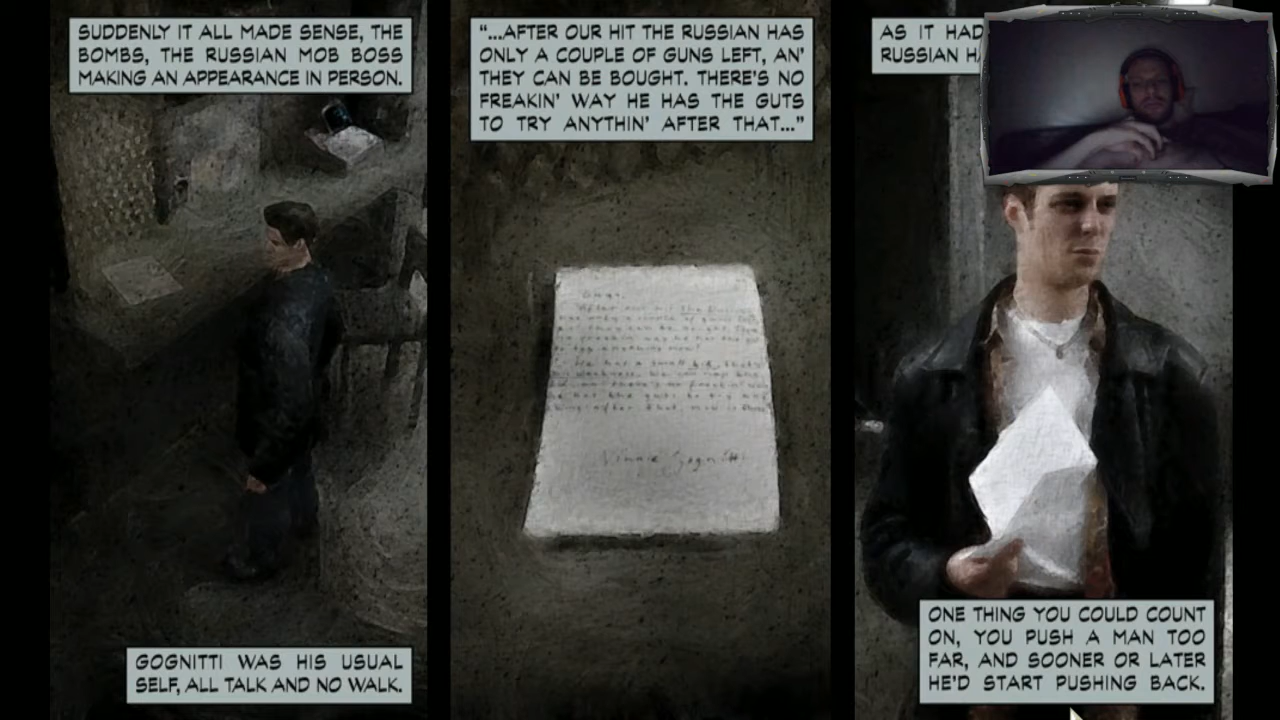 SUDDENLY IT ALL MADE SENSE, THE
BOMBS, THE RUSSIAN MOB BOSS
MAKING AN APPEARANCE IN PERSON.
GOGNITTI WAS HIS USUAL
SELF, ALL TALK AND NO WALK.
“...AFTER OUR HIT THE RUSSIAN HAS
ONLY A COUPLE OF GUNS LEFT, AN'
THEY CAN BE BOUGHT. THERE'S NO
FREAKIN' WAY HE HAS THE GUTS
TO TRY ANYTHIN' AFTER THAT...”
Vinnie Gognitti
AS IT HAD
RUSSIAN
ONE THING YOU COULD COUNT
ON, YOU PUSH A MAN TOO
FAR, AND SOONER OR LATER
HE'D START PUSHING BACK.